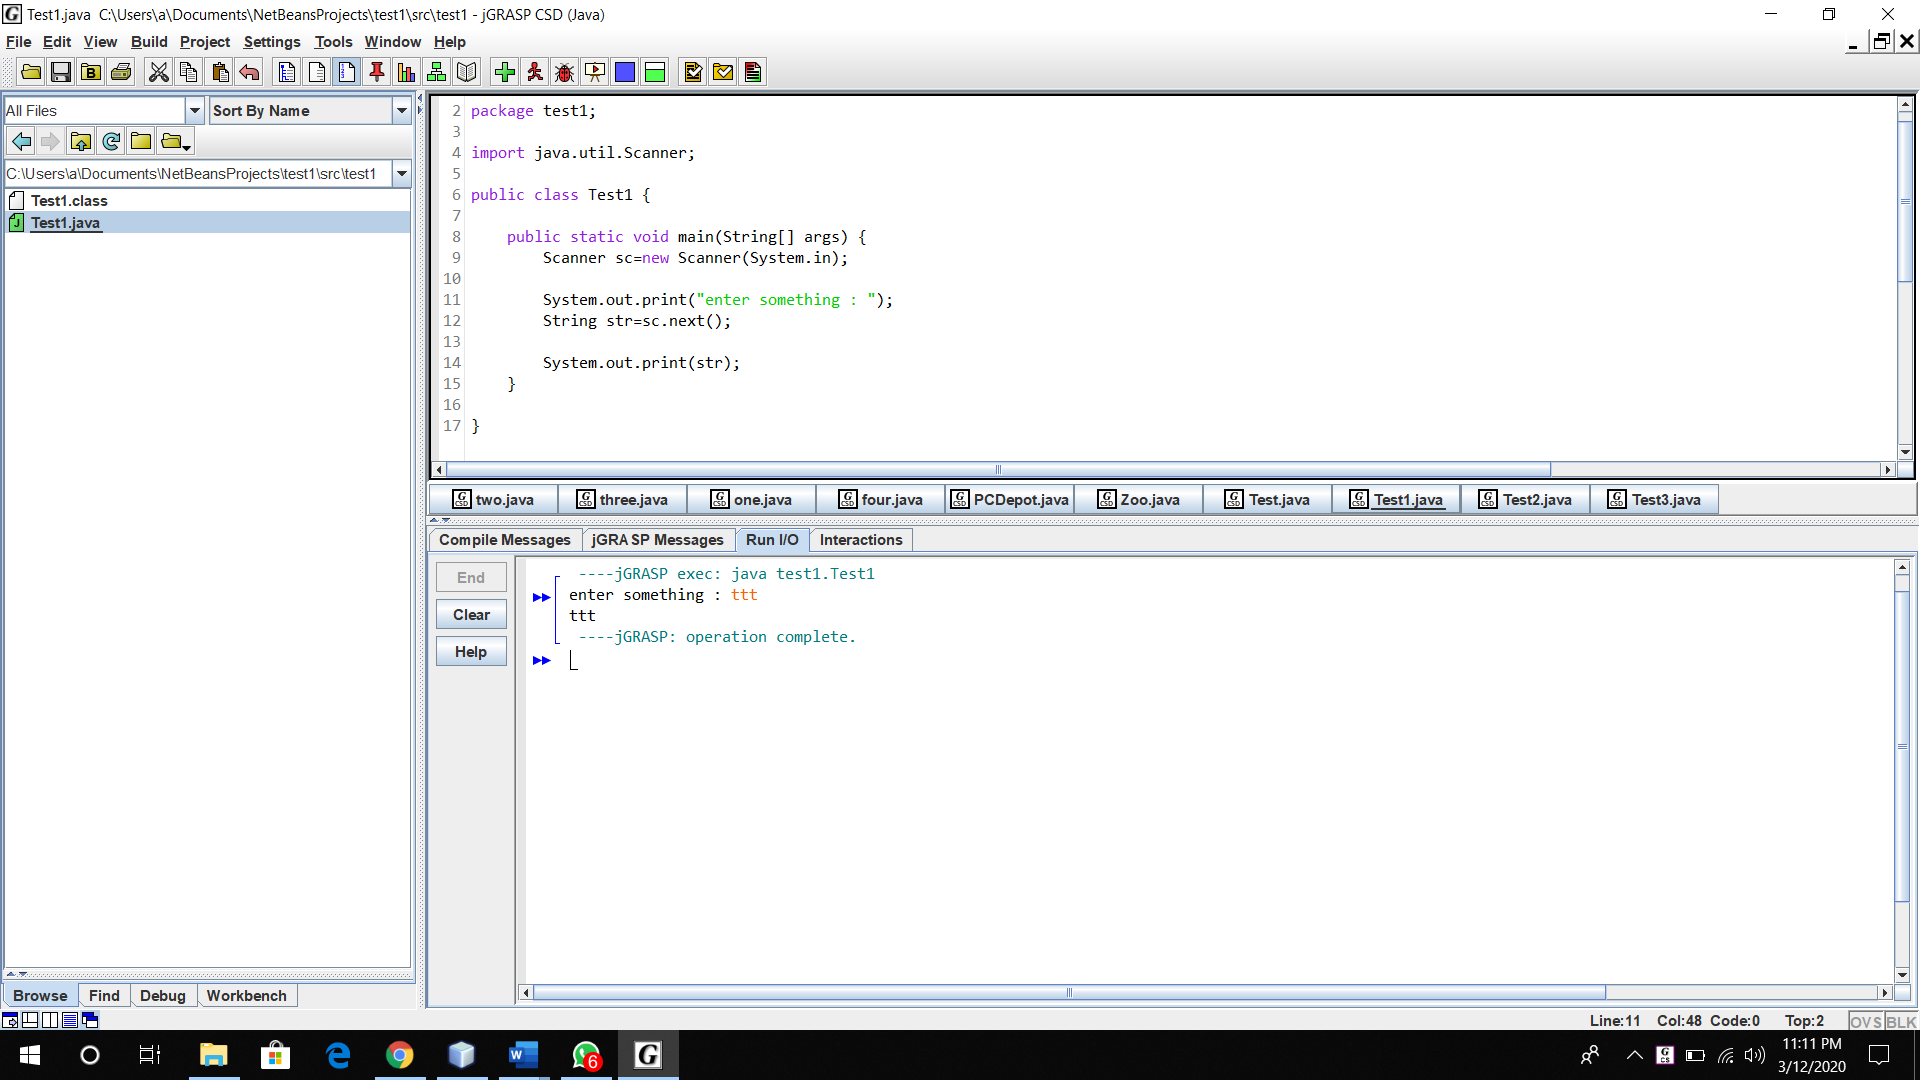 Test1.java  C:\Users\a\Documents\NetBeansProjects\test1\src\test1 - jGRASP CSD (Java)
File Edit View Build Project Settings Tools Window Help
All Files
Sort By Name
C:\Users\a\Documents\NetBeansProjects\test1\src\test1
Test1.class
Test1.java
2 package test1;
3
4 import java.util.Scanner;
5
6 public class Test1 {
7
8     public static void main(String[] args) {
9         Scanner sc=new Scanner(System.in);
10
11         System.out.print("enter something : ");
12         String str=sc.next();
13
14         System.out.print(str);
15     }
16
17 }
two.java three.java one.java four.java PCDepot.java Zoo.java Test.java Test1.java Test2.java Test3.java
Compile Messages jGRASP Messages Run I/O Interactions
End
Clear
Help
----jGRASP exec: java test1.Test1
enter something : ttt
ttt
----jGRASP: operation complete.
Browse Find Debug Workbench
Line:11 Col:48 Code:0 Top:2 OVS BLK
6
11:11 PM
3/12/2020